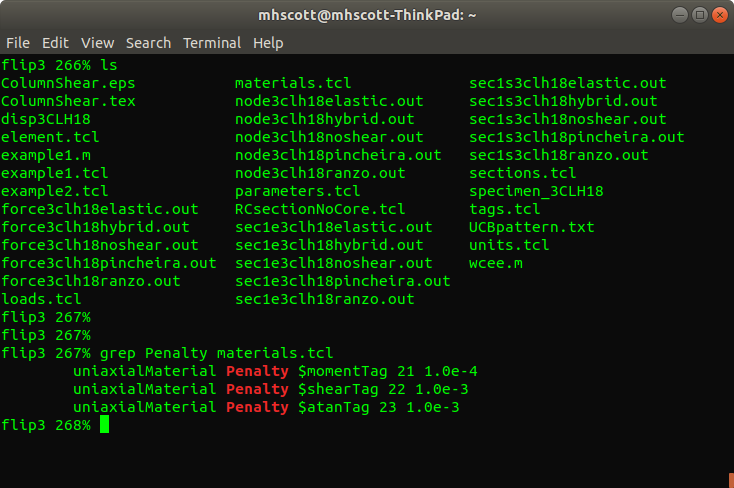 mhscott@mhscott-ThinkPad: ~
File Edit View Search Terminal Help
flip3 266% ls
ColumnShear.eps materials.tcl sec1s3clh18elastic.out
ColumnShear.tex node3clh18elastic.out sec1s3clh18hybrid.out
disp3CLH18 node3clh18hybrid.out sec1s3clh18noshear.out
element.tcl node3clh18noshear.out sec1s3clh18pincheira.out
example1.m node3clh18pincheira.out sec1s3clh18ranzo.out
example1.tcl node3clh18ranzo.out sections.tcl
example2.tcl parameters.tcl specimen_3CLH18
force3clh18elastic.out RCsectionNoCore.tcl tags.tcl
force3clh18hybrid.out sec1e3clh18elastic.out UCBpattern.txt
force3clh18noshear.out sec1e3clh18hybrid.out units.tcl
force3clh18pincheira.out sec1e3clh18noshear.out wcee.m
force3clh18ranzo.out sec1e3clh18pincheira.out
loads.tcl sec1e3clh18ranzo.out
flip3 267%
flip3 267%
flip3 267% grep Penalty materials.tcl
uniaxialMaterial Penalty $momentTag 21 1.0e-4
uniaxialMaterial Penalty $shearTag 22 1.0e-3
uniaxialMaterial Penalty $atanTag 23 1.0e-3
flip3 268%